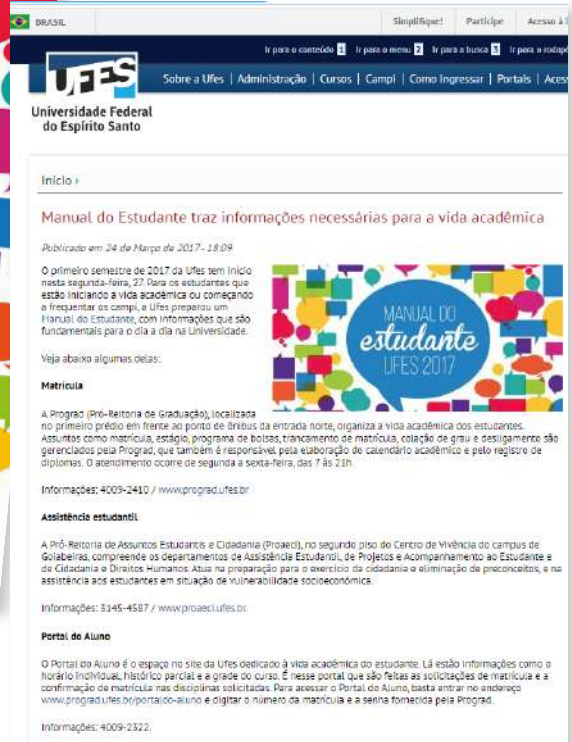 BRASIL
Simplifique! Participe Acesso à
Ir para o conteúdo 1 Ir para o menu 2 Ir para a busca 3 Ir para o rodapé
UFES
Sobre a Ufes | Administração | Cursos | Campi | Como Ingressar | Portais |
Universidade Federal
do Espírito Santo
Início ›
Manual do Estudante traz informações necessárias para a vida acadêmica
Publicado em 24 de Março de 2017 - 18:09
O primeiro semestre de 2017 da Ufes tem início
nesta segunda-feira, 27. Para os estudantes que
estão iniciando a vida acadêmica ou começando
a frequentar os campi, a Ufes preparou um
Manual do Estudante, com informações que são
fundamentais para o dia a dia na Universidade.
MANUAL DO
estudante
UFES 2017
Veja abaixo algumas delas:
Matrícula
A Prograd (Pró-Reitoria de Graduação), localizada
no primeiro prédio em frente ao ponto de ônibus da entrada norte, organiza a vida acadêmica dos estudantes.
Assuntos como matrícula, estágio, programa de bolsas, trancamento de matrícula, colação de grau e desligamento são
gerenciados pela Prograd, que também é responsável pela elaboração do calendário acadêmico e pelo registro de
diplomas. O atendimento ocorre de segunda a sexta-feira, das 7 às 21h.
Informações: 4009-2410 / www.prograd.ufes.br
Assistência estudantil
A Pró-Reitoria de Assuntos Estudantis e Cidadania (Proaeci), no segundo piso do Centro de Vivência do campus de
Goiabeiras, compreende os departamentos de Assistência Estudantil, de Projetos e Acompanhamento ao Estudante e
de Cidadania e Direitos Humanos. Atua na preparação para o exercício da cidadania e eliminação de preconceitos, e na
assistência aos estudantes em situação de vulnerabilidade socioeconômica.
Informações: 3145-4587 / www.proaeci.ufes.br.
Portal do Aluno
O Portal do Aluno é o espaço no site da Ufes dedicado à vida acadêmica do estudante. Lá estão informações como o
horário individual, histórico parcial e a grade do curso. É nesse portal que são feitas as solicitações de matrícula e a
confirmação de matrícula nas disciplinas solicitadas. Para acessar o Portal do Aluno, basta entrar no endereço
www.prograd.ufes.br/portaldo-aluno e digitar o número da matrícula e a senha fornecida pela Prograd.
Informações: 4009-2322.